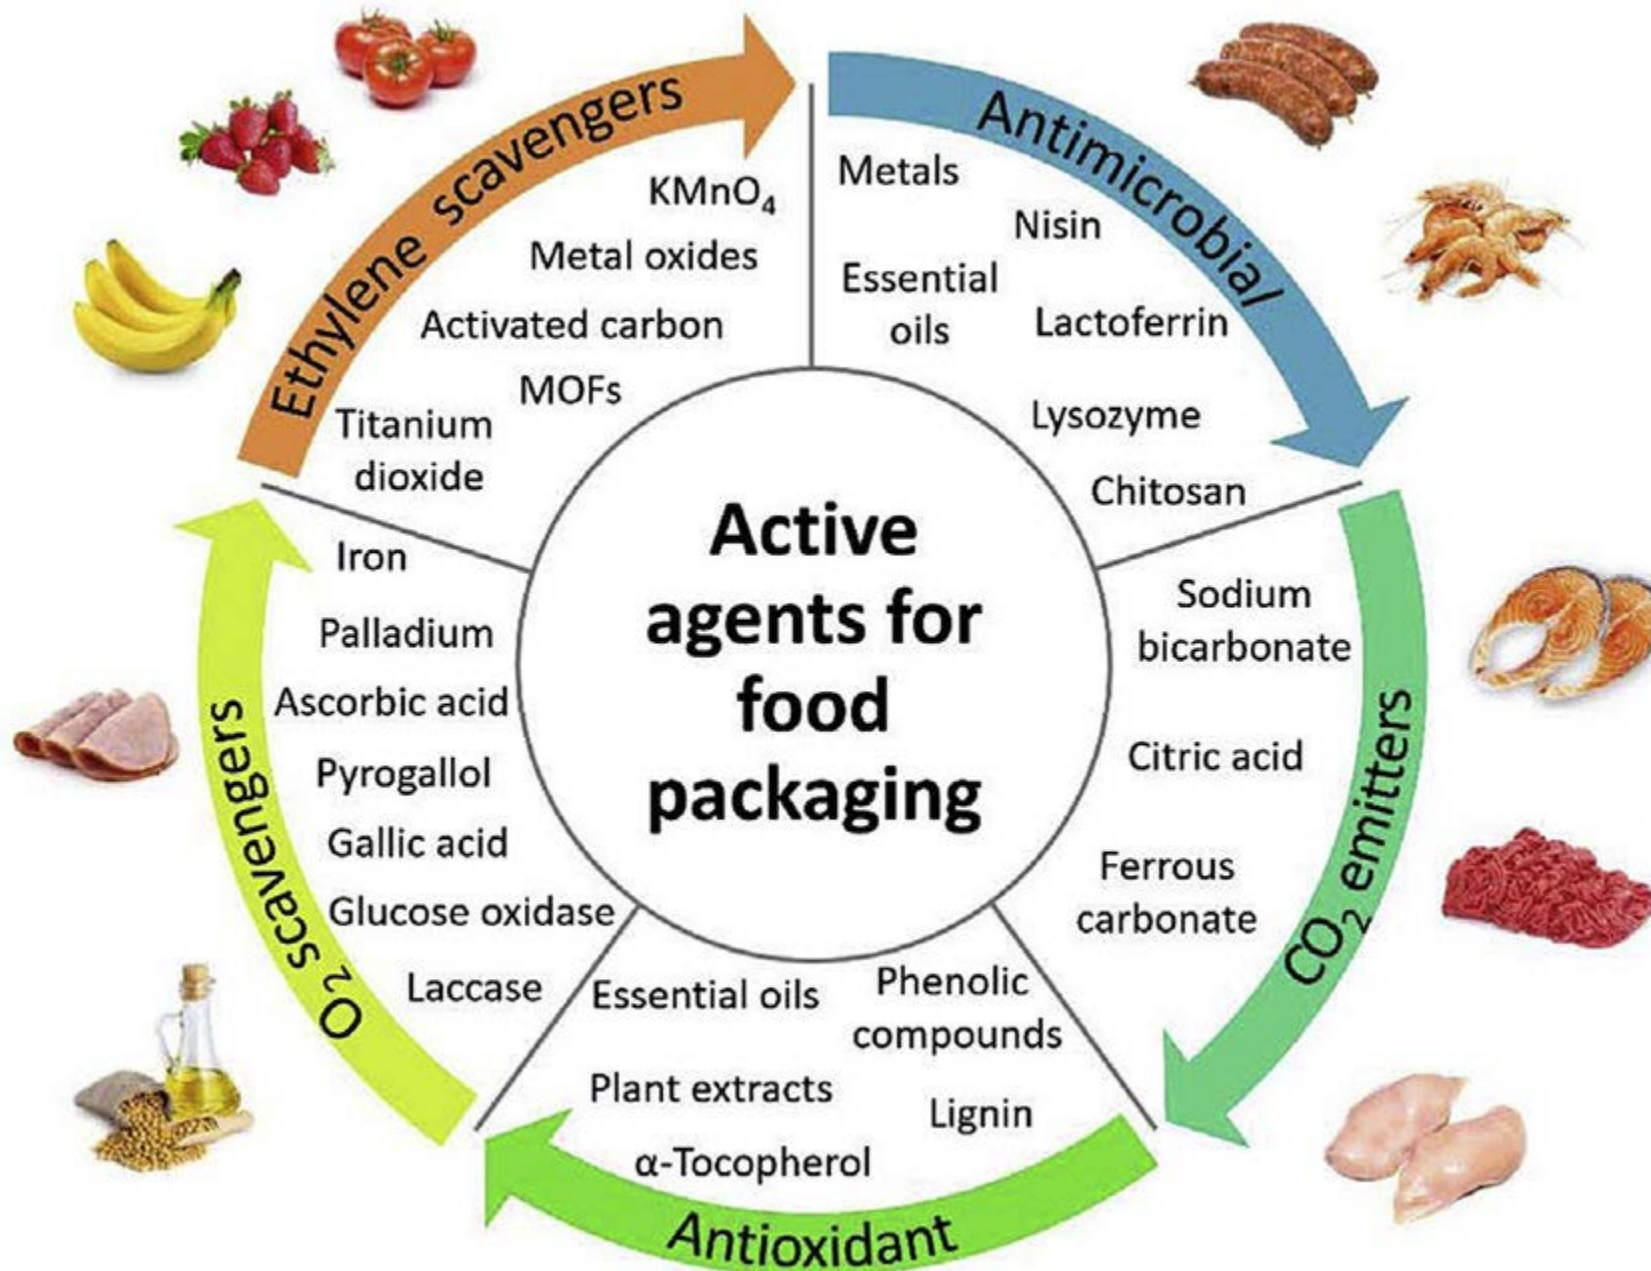 Active
agents for
food
packaging
Antimicrobial
Metals
Nisin
Essential
oils
Lactoferrin
Lysozyme
Chitosan
CO₂ emitters
Sodium
bicarbonate
Citric acid
Ferrous
carbonate
Antioxidant
Essential oils
Phenolic
compounds
Plant extracts
Lignin
α-Tocopherol
O₂ scavengers
Iron
Palladium
Ascorbic acid
Pyrogallol
Gallic acid
Glucose oxidase
Laccase
Ethylene scavengers
KMnO₄
Metal oxides
Activated carbon
MOFs
Titanium
dioxide